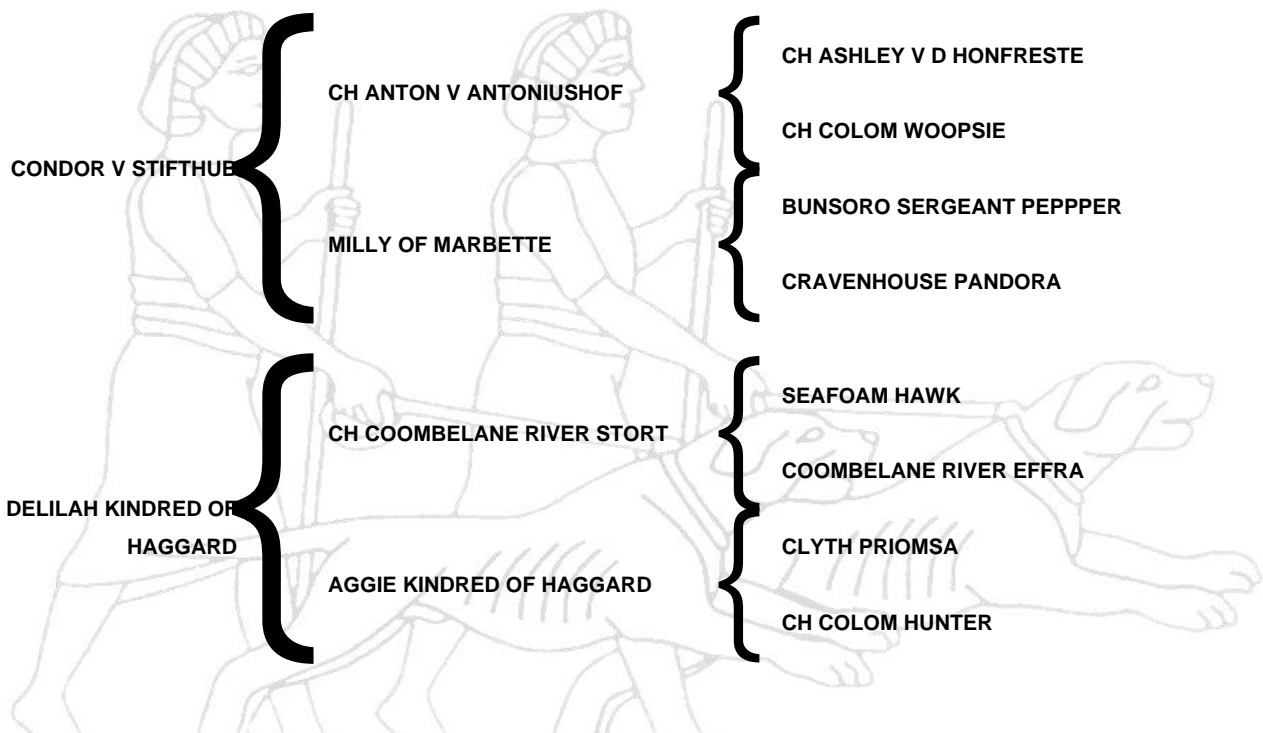 CH ASHLEY V D HONFRESTE
CH ANTON V ANTONIUSHOF
CH COLOM WOOPSIE
CONDOR V STIFTHUB
BUNSORO SERGEANT PEPPPER
MILLY OF MARBETTE
CRAVENHOUSE PANDORA
SEAFOAM HAWK
CH COOMBELANE RIVER STORT
COOMBELANE RIVER EFFRA
DELILAH KINDRED OF
HAGGARD
CLYTH PRIOMSA
AGGIE KINDRED OF HAGGARD
CH COLOM HUNTER